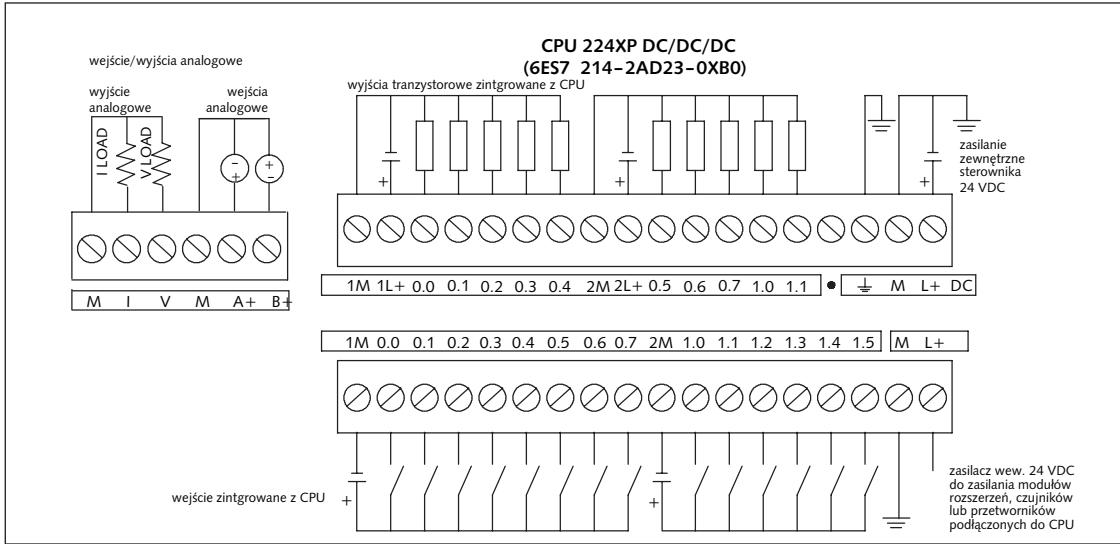 CPU 224XP DC/DC/DC
(6ES7 214-2AD23-0XB0)
wejście/wyjścia analogowe
wyjście
analogowe
wejścia
analogowe
I LOAD
V LOAD
- + + -
M I V M A+ B+
wyjścia tranzystorowe zintgrowane z CPU
+ + +
zasilanie
zewnętrzne
sterownika
24 VDC
1M 1L+ 0.0 0.1 0.2 0.3 0.4 2M 2L+ 0.5 0.6 0.7 1.0 1.1 • ⏚ M L+ DC
1M 0.0 0.1 0.2 0.3 0.4 0.5 0.6 0.7 2M 1.0 1.1 1.2 1.3 1.4 1.5 M L+
wejście zintgrowane z CPU
+ +
zasilacz wew. 24 VDC
do zasilania modułów
rozszerzeń, czujników
lub przetworników
podłączonych do CPU